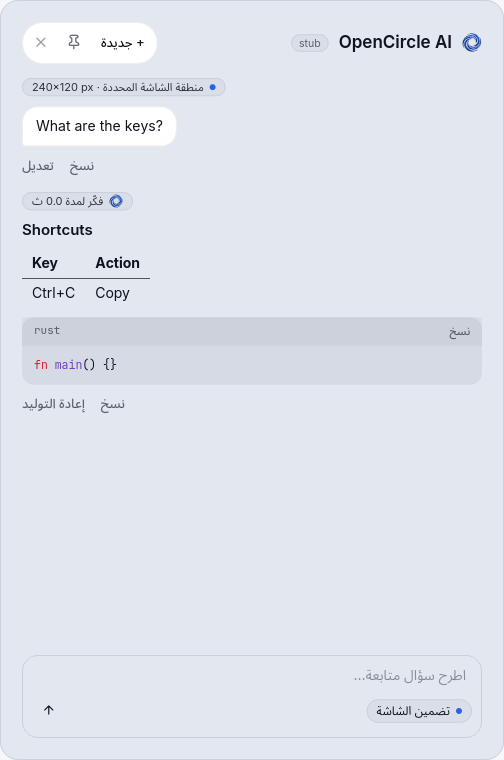 OpenCircle AI
stub
+ جديدة
منطقة الشاشة المحددة · 240×120 px
What are the keys?
نسخ تعديل
فكّر لمدة 0.0 ث
Shortcuts
Key Action
Ctrl+C Copy
rust نسخ
fn main() {}
نسخ إعادة التوليد
اطرح سؤال متابعة...
تضمين الشاشة